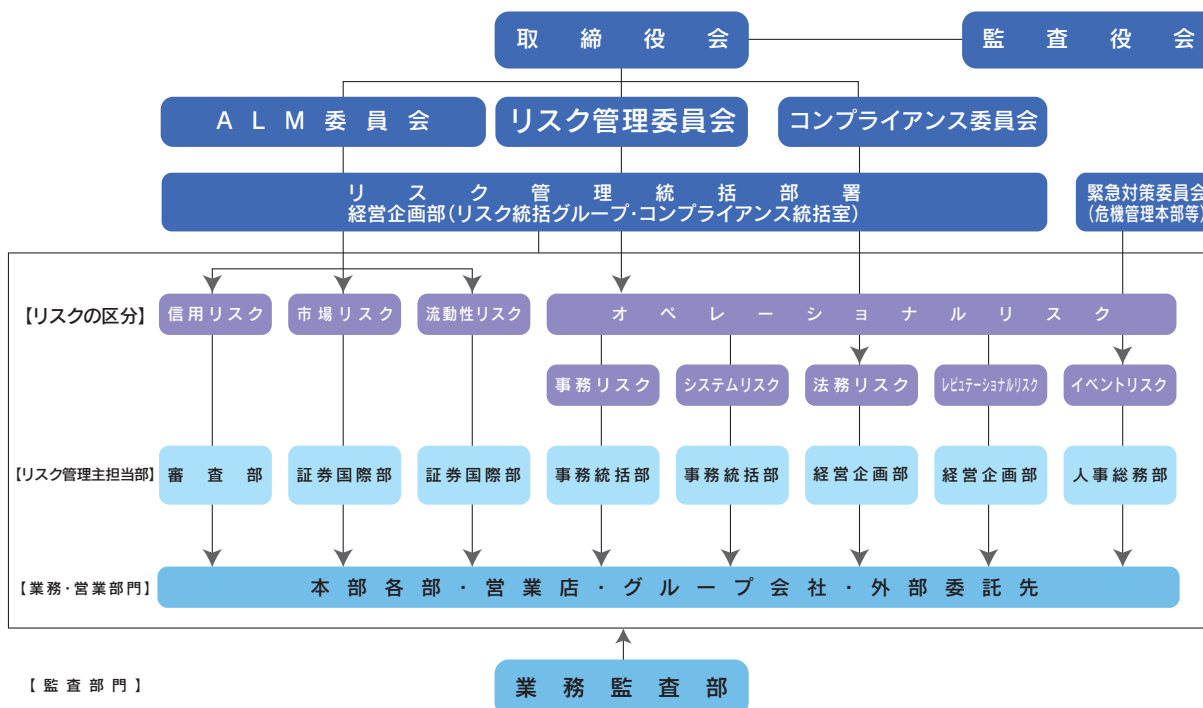 取締役会
監査役会
ALM委員会
リスク管理委員会
コンプライアンス委員会
リスク管理統括部署
経営企画部(リスク統括グループ・コンプライアンス統括室)
緊急対策委員会
(危機管理本部等)
【リスクの区分】
信用リスク
市場リスク
流動性リスク
オペレーショナルリスク
事務リスク
システムリスク
法務リスク
レピュテーショナルリスク
イベントリスク
【リスク管理主担当部】
審査部
証券国際部
証券国際部
事務統括部
事務統括部
経営企画部
経営企画部
人事総務部
【業務・営業部門】
本部各部・営業店・グループ会社・外部委託先
【監査部門】
業務監査部